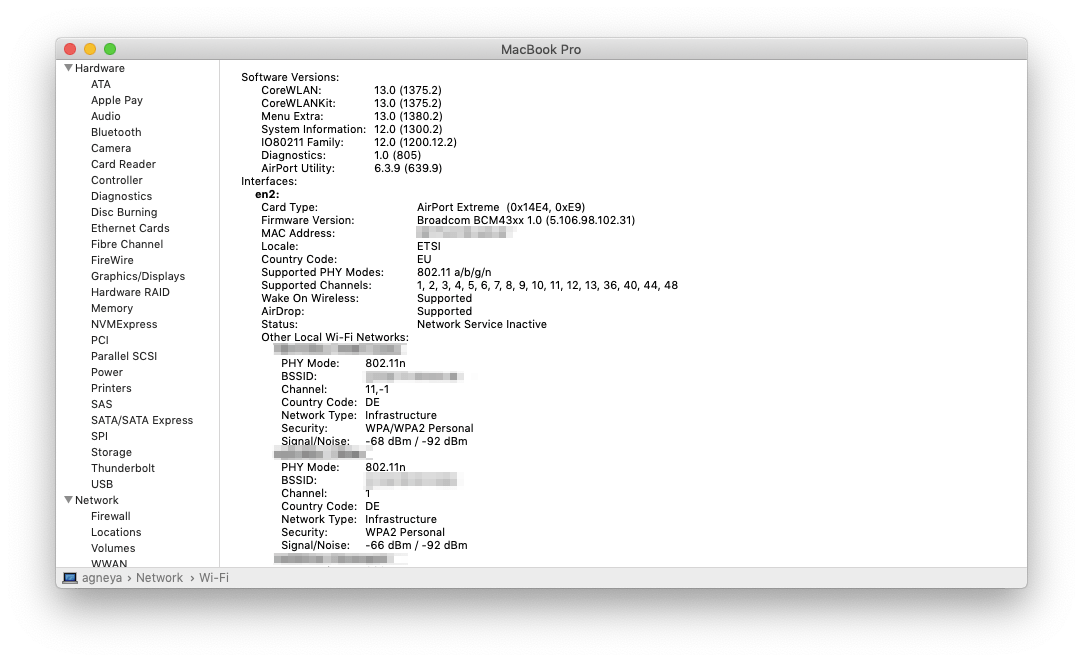 MacBook Pro
Hardware
ATA
Apple Pay
Audio
Bluetooth
Camera
Card Reader
Controller
Diagnostics
Disc Burning
Ethernet Cards
Fibre Channel
FireWire
Graphics/Displays
Hardware RAID
Memory
NVMExpress
PCI
Parallel SCSI
Power
Printers
SAS
SATA/SATA Express
SPI
Storage
Thunderbolt
USB
Network
Firewall
Locations
Volumes
WWAN
Software Versions:
CoreWLAN: 13.0 (1375.2)
CoreWLANKit: 13.0 (1375.2)
Menu Extra: 13.0 (1380.2)
System Information: 12.0 (1300.2)
IO80211 Family: 12.0 (1200.12.2)
Diagnostics: 1.0 (805)
AirPort Utility: 6.3.9 (639.9)
Interfaces:
en2:
Card Type: AirPort Extreme (0x14E4, 0xE9)
Firmware Version: Broadcom BCM43xx 1.0 (5.106.98.102.31)
MAC Address:
Locale: ETSI
Country Code: EU
Supported PHY Modes: 802.11 a/b/g/n
Supported Channels: 1, 2, 3, 4, 5, 6, 7, 8, 9, 10, 11, 12, 13, 36, 40, 44, 48
Wake On Wireless: Supported
AirDrop: Supported
Status: Network Service Inactive
Other Local Wi-Fi Networks:
PHY Mode: 802.11n
BSSID:
Channel: 11,-1
Country Code: DE
Network Type: Infrastructure
Security: WPA/WPA2 Personal
Signal/Noise: -68 dBm / -92 dBm
PHY Mode: 802.11n
BSSID:
Channel: 1
Country Code: DE
Network Type: Infrastructure
Security: WPA2 Personal
Signal/Noise: -66 dBm / -92 dBm
agneya › Network › Wi-Fi